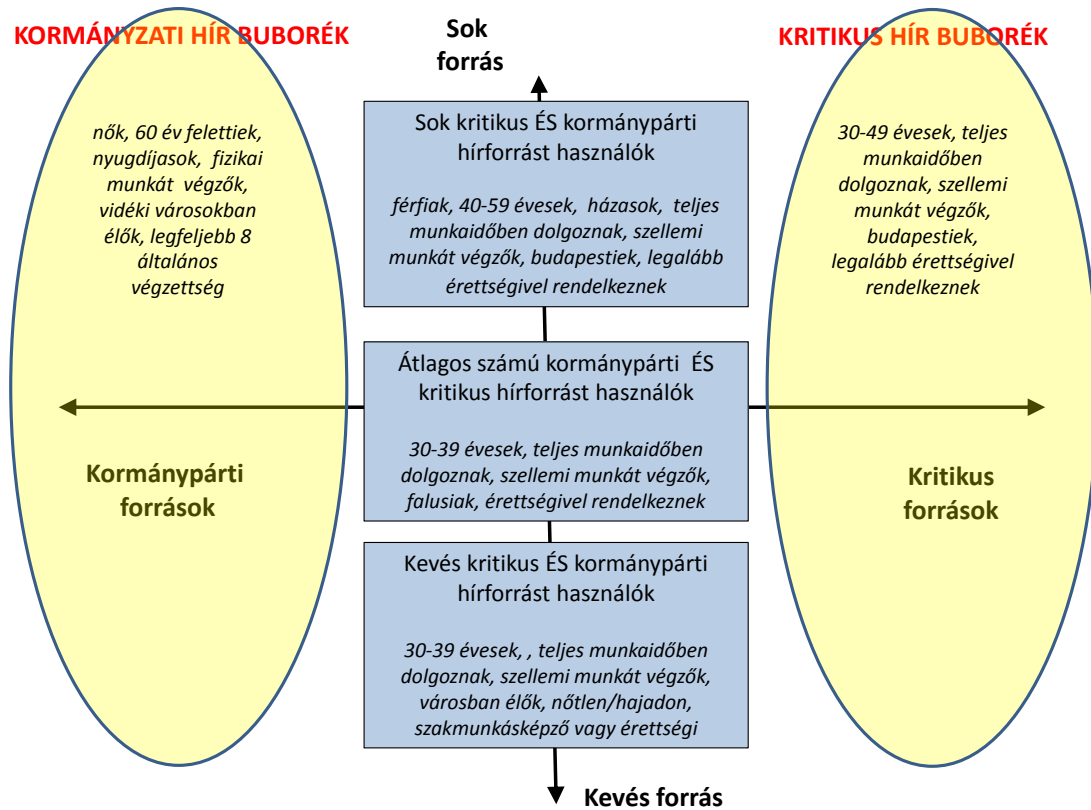 KORMÁNYZATI HÍR BUBORÉK
nők, 60 év felettiek,
nyugdíjasok, fizikai
munkát végzők,
vidéki városokban
élők, legfeljebb 8
általános
végzettség
Kormánypárti
források
Sok
forrás
Sok kritikus ÉS kormánypárti
hírforrást használók
férfiak, 40-59 évesek, házasok, teljes
munkaidőben dolgoznak, szellemi
munkát végzők, budapestiek, legalább
érettségivel rendelkeznek
Átlagos számú kormánypárti ÉS
kritikus hírforrást használók
30-39 évesek, teljes munkaidőben
dolgoznak, szellemi munkát végzők,
falusiak, érettségivel rendelkeznek
Kevés kritikus ÉS kormánypárti
hírforrást használók
30-39 évesek, , teljes munkaidőben
dolgoznak, szellemi munkát végzők,
városban élők, nőtlen/hajadon,
szakmunkásképző vagy érettségi
Kevés forrás
KRITIKUS HÍR BUBORÉK
30-49 évesek, teljes
munkaidőben
dolgoznak, szellemi
munkát végzők,
budapestiek,
legalább érettségivel
rendelkeznek
Kritikus
források